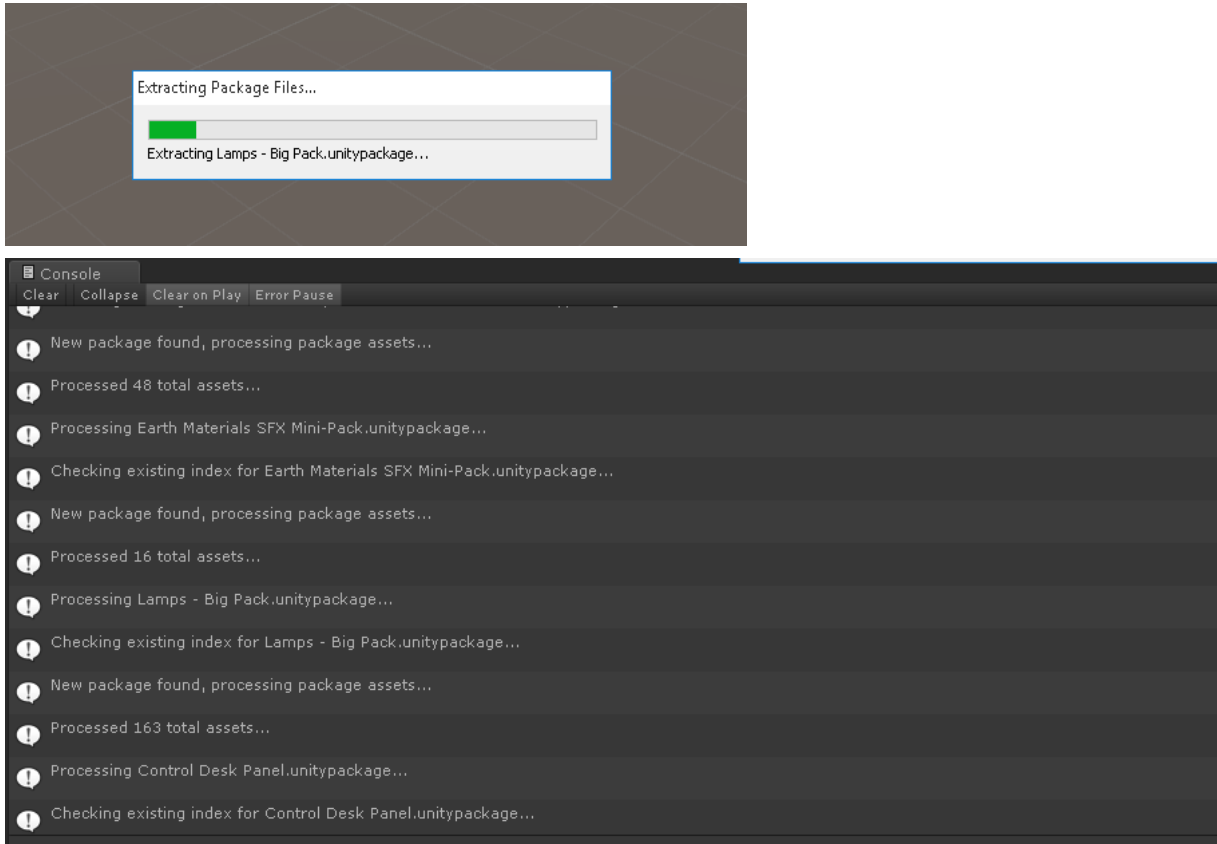 Extracting Package Files...
Extracting Lamps - Big Pack.unitypackage...
Console
Clear Collapse Clear on Play Error Pause
New package found, processing package assets...
Processed 48 total assets...
Processing Earth Materials SFX Mini-Pack.unitypackage...
Checking existing index for Earth Materials SFX Mini-Pack.unitypackage...
New package found, processing package assets...
Processed 16 total assets...
Processing Lamps - Big Pack.unitypackage...
Checking existing index for Lamps - Big Pack.unitypackage...
New package found, processing package assets...
Processed 163 total assets...
Processing Control Desk Panel.unitypackage...
Checking existing index for Control Desk Panel.unitypackage...